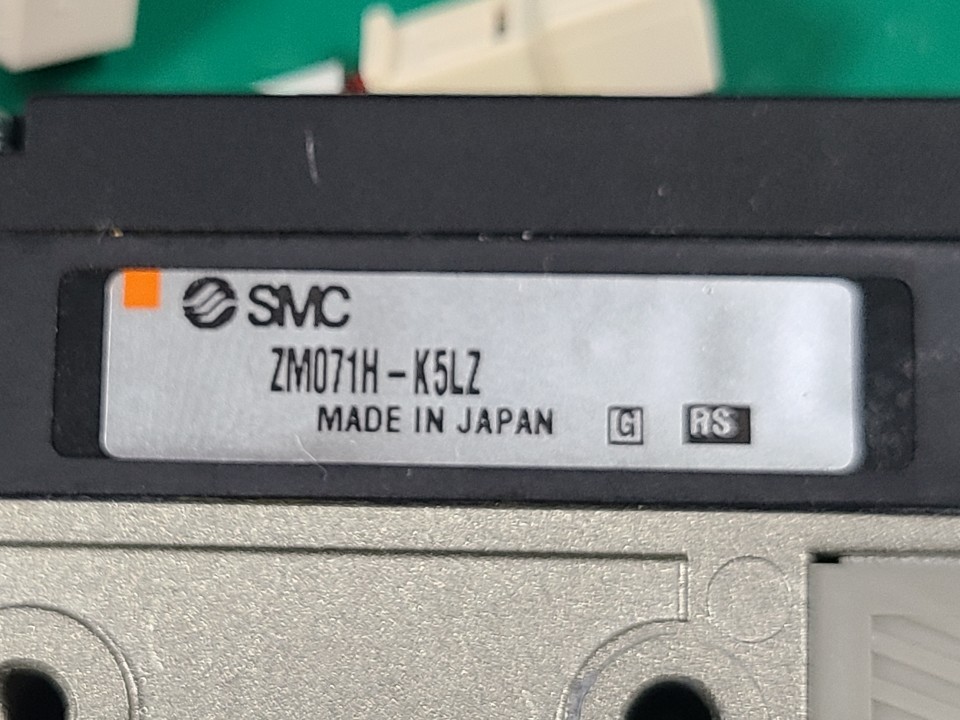 SMC
ZM071H-K5LZ
MADE IN JAPAN G RS